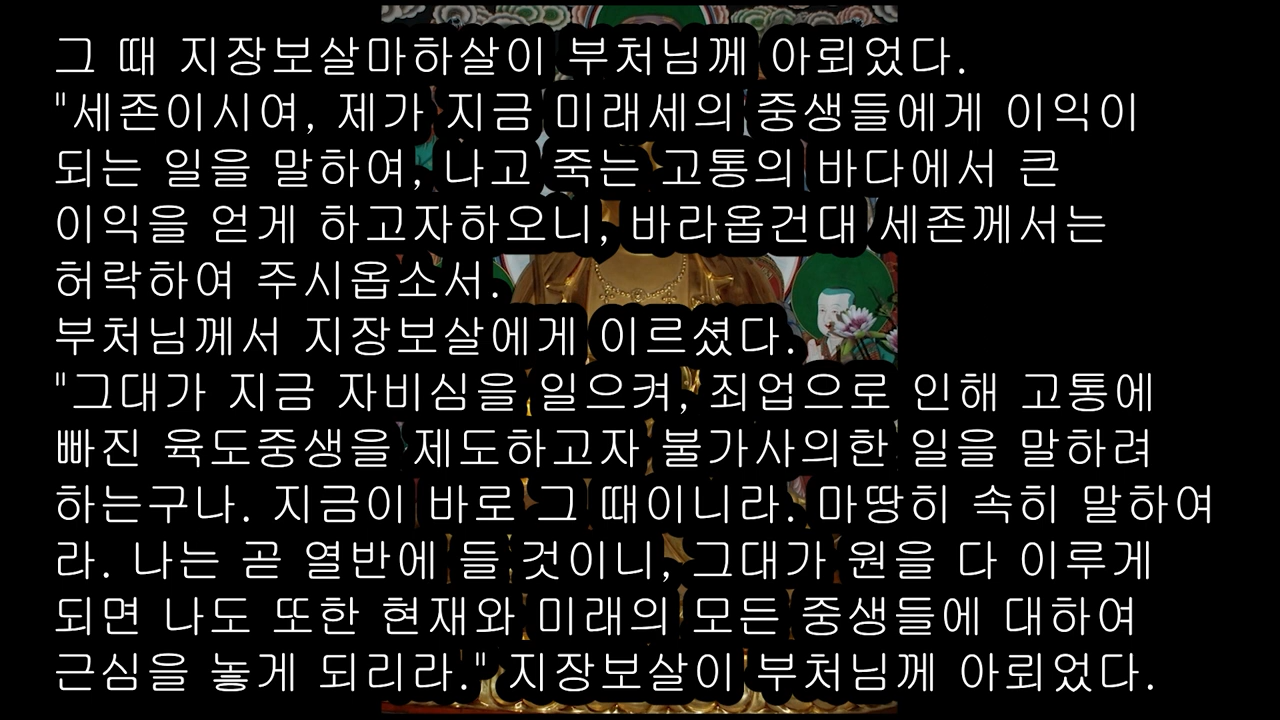 그 때 지장보살마하살이 부처님께 아뢰었다.
"세존이시여, 제가 지금 미래세의 중생들에게 이익이
되는 일을 말하여, 나고 죽는 고통의 바다에서 큰
이익을 얻게 하고자하오니, 바라옵건대 세존께서는
허락하여 주시옵소서.
부처님께서 지장보살에게 이르셨다.
"그대가 지금 자비심을 일으켜, 죄업으로 인해 고통에
빠진 육도중생을 제도하고자 불가사의한 일을 말하려
하는구나. 지금이 바로 그 때이니라. 마땅히 속히 말하여
라. 나는 곧 열반에 들 것이니, 그대가 원을 다 이루게
되면 나도 또한 현재와 미래의 모든 중생들에 대하여
근심을 놓게 되리라." 지장보살이 부처님께 아뢰었다.